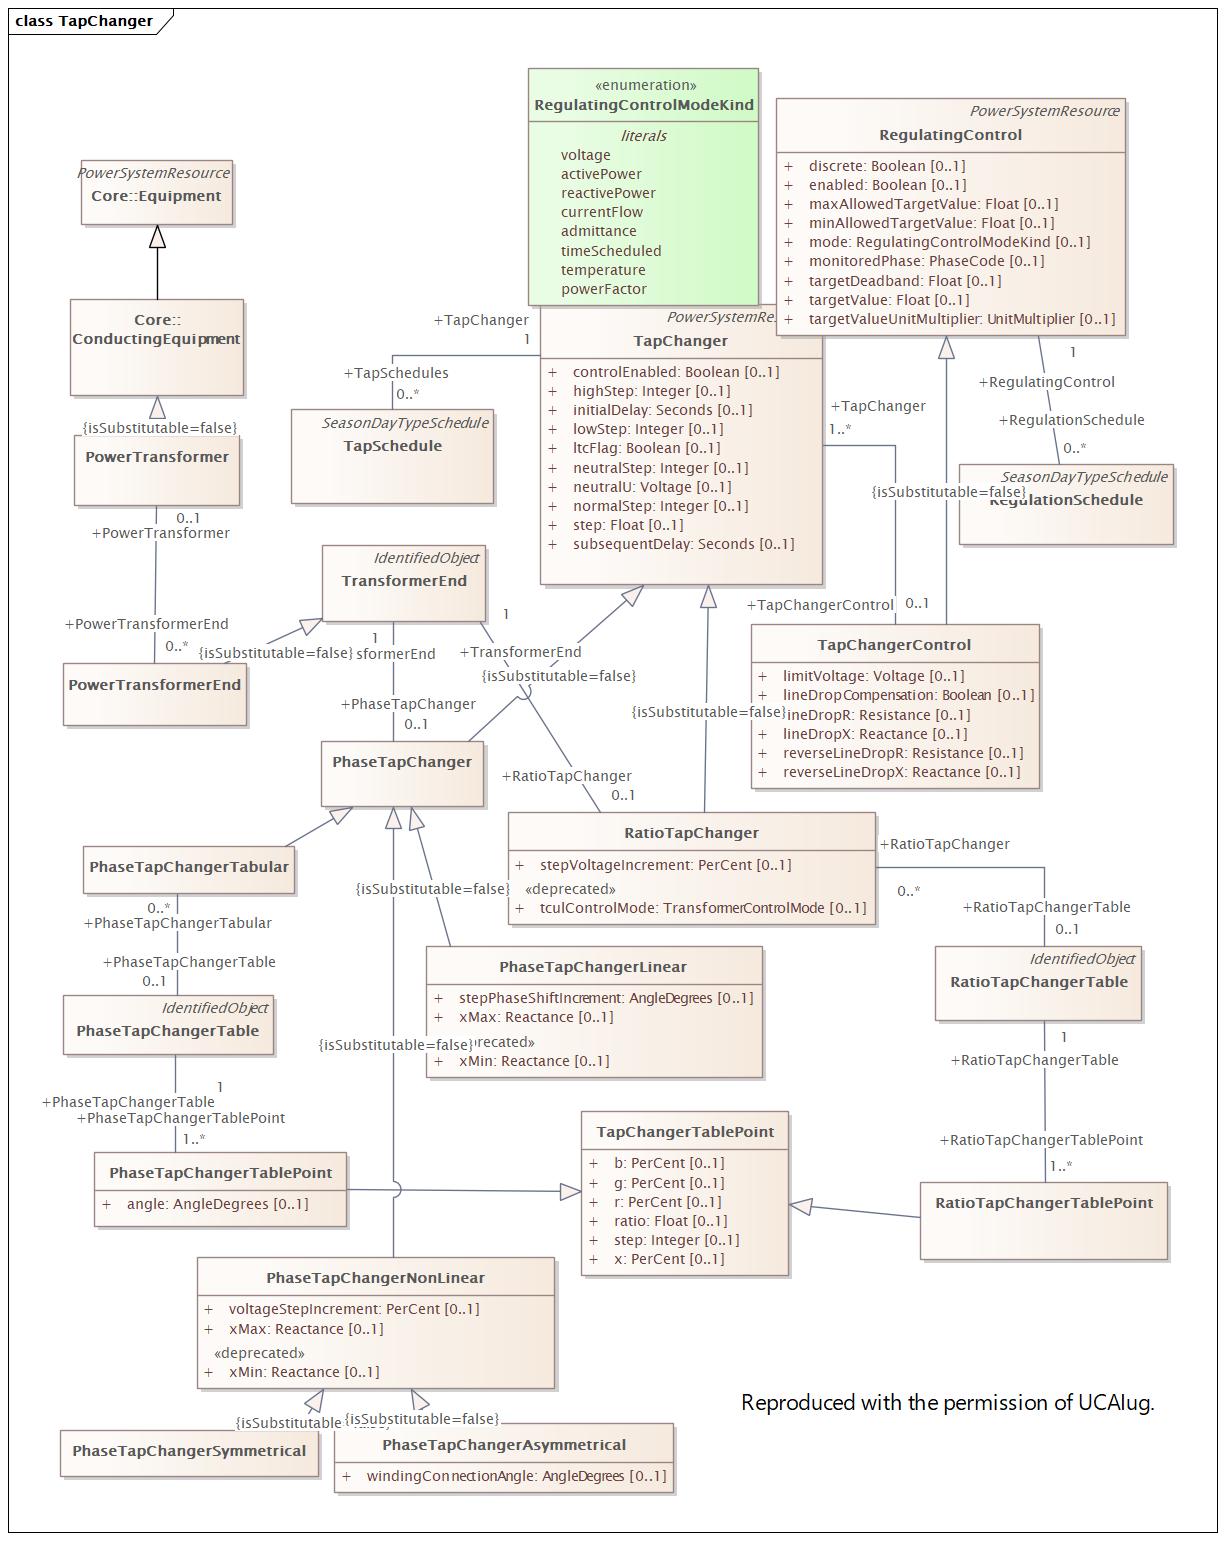 class TapChanger
«enumeration»
RegulatingControlModeKind
literals
voltage
activePower
reactivePower
currentFlow
admittance
timeScheduled
temperature
powerFactor
PowerSystemResource
RegulatingControl
+ discrete: Boolean [0..1]
+ enabled: Boolean [0..1]
+ maxAllowedTargetValue: Float [0..1]
+ minAllowedTargetValue: Float [0..1]
+ mode: RegulatingControlModeKind [0..1]
+ monitoredPhase: PhaseCode [0..1]
+ targetDeadband: Float [0..1]
+ targetValue: Float [0..1]
+ targetValueUnitMultiplier: UnitMultiplier [0..1]
PowerSystemResource
Core::Equipment
Core::
ConductingEquipment
{isSubstitutable=false}
PowerTransformer
0..1
+PowerTransformer
+PowerTransformerEnd
0..*
PowerTransformerEnd
{isSubstitutable=false}
+TapChanger
1
+TapSchedules
0..*
SeasonDayTypeSchedule
TapSchedule
PowerSystemRes
TapChanger
+ controlEnabled: Boolean [0..1]
+ highStep: Integer [0..1]
+ initialDelay: Seconds [0..1]
+ lowStep: Integer [0..1]
+ ltcFlag: Boolean [0..1]
+ neutralStep: Integer [0..1]
+ neutralU: Voltage [0..1]
+ normalStep: Integer [0..1]
+ step: Float [0..1]
+ subsequentDelay: Seconds [0..1]
+TapChanger
1..*
1
+RegulatingControl
+RegulationSchedule
0..*
SeasonDayTypeSchedule
RegulationSchedule
{isSubstitutable=false}
+TapChangerControl
0..1
TapChangerControl
+ limitVoltage: Voltage [0..1]
+ lineDropCompensation: Boolean [0..1]
lineDropR: Resistance [0..1]
+ lineDropX: Reactance [0..1]
+ reverseLineDropR: Resistance [0..1]
+ reverseLineDropX: Reactance [0..1]
IdentifiedObject
TransformerEnd
1
sformerEnd
1
+TransformerEnd
{isSubstitutable=false}
{isSubstitutable=false}
+PhaseTapChanger
0..1
PhaseTapChanger
+RatioTapChanger
0..1
RatioTapChanger
+ stepVoltageIncrement: PerCent [0..1]
«deprecated»
+ tculControlMode: TransformerControlMode [0..1]
+RatioTapChanger
0..*
+RatioTapChangerTable
0..1
IdentifiedObject
RatioTapChangerTable
1
+RatioTapChangerTable
+RatioTapChangerTablePoint
1..*
RatioTapChangerTablePoint
PhaseTapChangerTabular
0..*
+PhaseTapChangerTabular
+PhaseTapChangerTable
0..1
IdentifiedObject
PhaseTapChangerTable
1
+PhaseTapChangerTable
+PhaseTapChangerTablePoint
1..*
PhaseTapChangerTablePoint
+ angle: AngleDegrees [0..1]
{isSubstitutable=false}
PhaseTapChangerLinear
+ stepPhaseShiftIncrement: AngleDegrees [0..1]
+ xMax: Reactance [0..1]
precated»
+ xMin: Reactance [0..1]
{isSubstitutable=false}
TapChangerTablePoint
+ b: PerCent [0..1]
+ g: PerCent [0..1]
+ r: PerCent [0..1]
+ ratio: Float [0..1]
+ step: Integer [0..1]
+ x: PerCent [0..1]
PhaseTapChangerNonLinear
+ voltageStepIncrement: PerCent [0..1]
+ xMax: Reactance [0..1]
«deprecated»
+ xMin: Reactance [0..1]
{isSubstitutable
{isSubstitutable=false}
PhaseTapChangerSymmetrical
PhaseTapChangerAsymmetrical
+ windingConnectionAngle: AngleDegrees [0..1]
Reproduced with the permission of UCAIug.